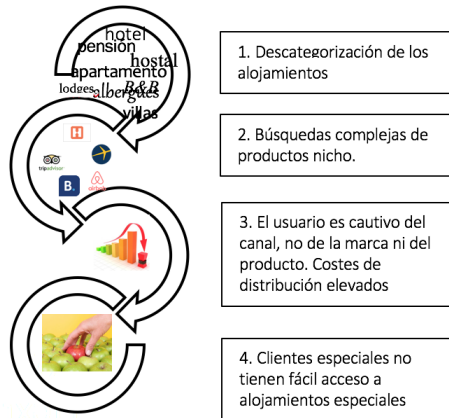 hotel
pensión
hostal
apartamento
lodges
B&B
albergues
villas
1. Descategorización de los
alojamientos
tripadvisor
B.
airbnb
2. Búsquedas complejas de
productos nicho.
3. El usuario es cautivo del
canal, no de la marca ni del
producto. Costes de
distribución elevados
4. Clientes especiales no
tienen fácil acceso a
alojamientos especiales